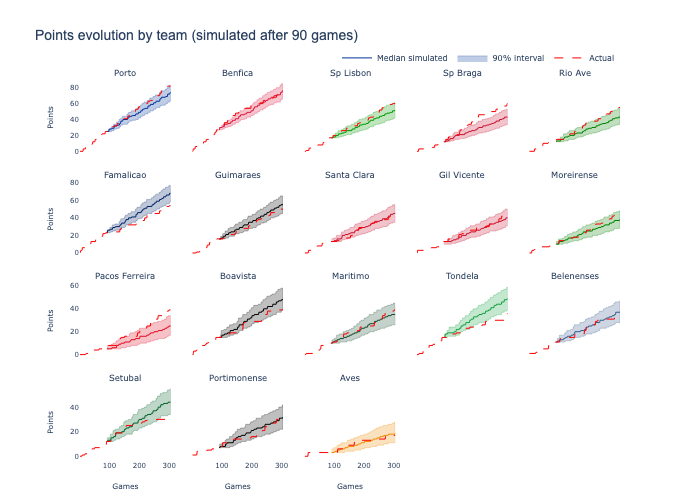 Points evolution by team (simulated after 90 games)
Median simulated 90% interval Actual
Porto Benfica Sp Lisbon Sp Braga Rio Ave
80
60
40
20
0
Points
Famalicao Guimaraes Santa Clara Gil Vicente Moreirense
80
60
40
20
0
Points
Pacos Ferreira Boavista Maritimo Tondela Belenenses
60
40
20
0
Points
Setubal Portimonense Aves
40
20
0
Points
100 200 300 100 200 300 100 200 300
Games Games Games